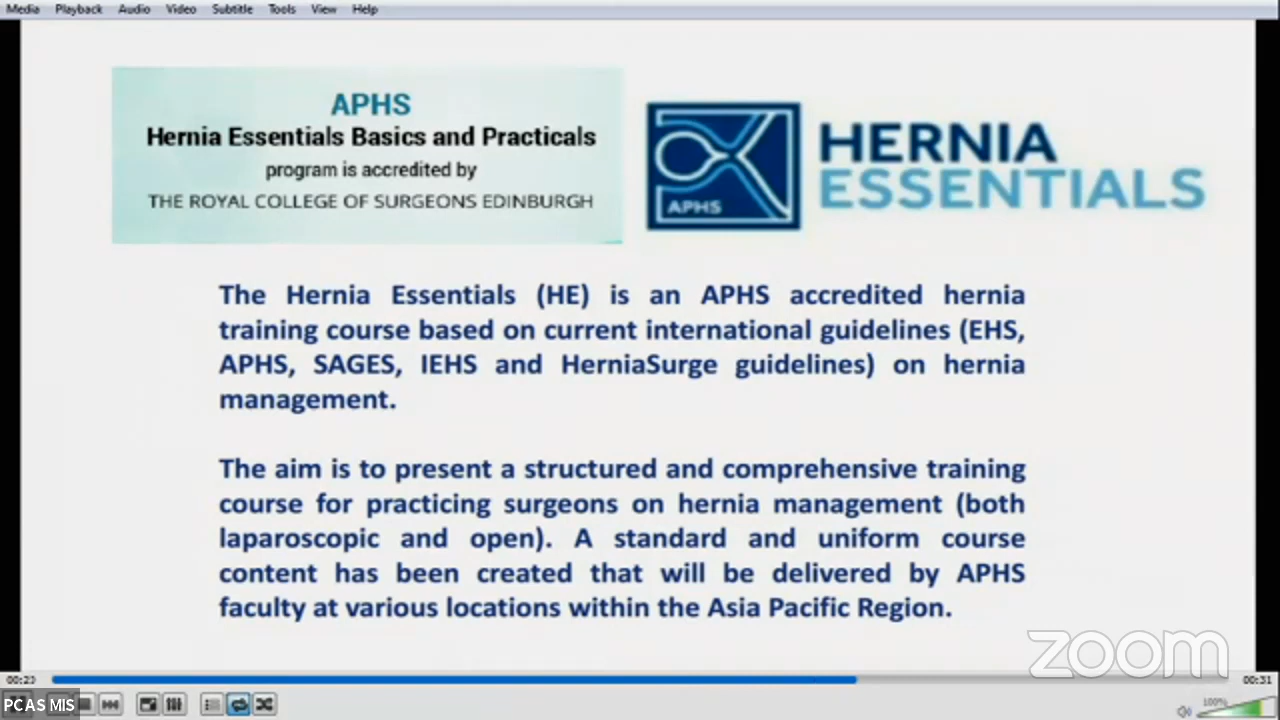 Media Playback Audio Video Subtitle Tools View Help
APHS
Hernia Essentials Basics and Practicals
program is accredited by
THE ROYAL COLLEGE OF SURGEONS EDINBURGH
APHS
HERNIA
ESSENTIALS
The Hernia Essentials (HE) is an APHS accredited hernia
training course based on current international guidelines (EHS,
APHS, SAGES, IEHS and HerniaSurge guidelines) on hernia
management.
The aim is to present a structured and comprehensive training
course for practicing surgeons on hernia management (both
laparoscopic and open). A standard and uniform course
content has been created that will be delivered by APHS
faculty at various locations within the Asia Pacific Region.
zoom
00:23
00:31
PCAS MIS
100%